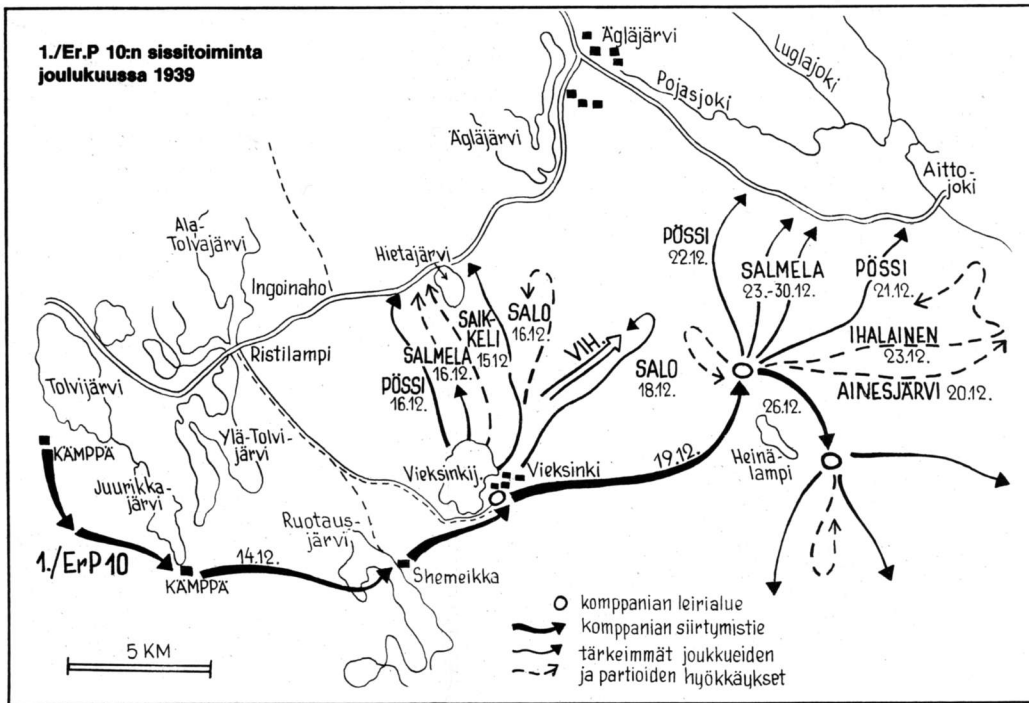 1./Er.P 10:n sissitoiminta
joulukuussa 1939
Ägläjärvi
Luglajoki
Pojasjoki
Ägläjärvi
Aitto-
joki
Ala-
Tolvajärvi
Hietajärvi
Ingoinaho
Ristilampi
PÖSSI
22.12.
SALMELA
23.-30.12.
PÖSSI
21.12.
SAIK-
KELI
15 12.
SALO
16.12.
SALMELA
16.12.
PÖSSI
16.12.
VIH.
SALO
18.12.
IHALAINEN
23.12.
AINESJÄRVI 20.12.
Tolvijärvi
KÄMPPÄ
Ylä-Tolvi-
järvi
Juurikka-
järvi
Vieksinkij.
Vieksinki
19.12.
26.12.
Heinä-
lampi
Ruotaus-
järvi
1./ErP 10
KÄMPPÄ
14.12.
Shemeikka
5 KM
komppanian leirialue
komppanian siirtymistie
tärkeimmät joukkueiden
ja partioiden hyökkäykset